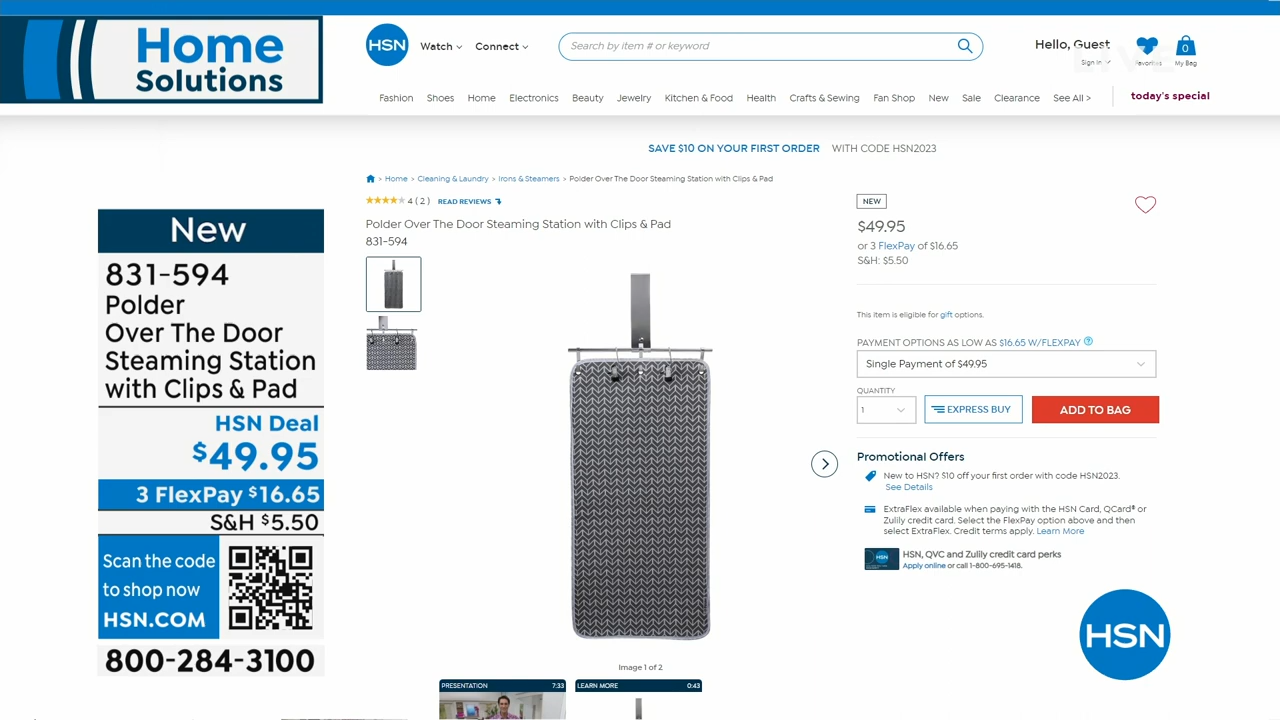 Home
Solutions
HSN
Watch
Connect
Search by item # or keyword
Hello, Guest
Sign In
Favorites
0
My Bag
Fashion Shoes Home Electronics Beauty Jewelry Kitchen & Food Health Crafts & Sewing Fan Shop New Sale Clearance See All >
today's special
SAVE $10 ON YOUR FIRST ORDER WITH CODE HSN2023
> Home > Cleaning & Laundry > Irons & Steamers > Polder Over The Door Steaming Station with Clips & Pad
4 ( 2 ) READ REVIEWS
Polder Over The Door Steaming Station with Clips & Pad
831-594
NEW
$49.95
or 3 FlexPay of $16.65
S&H: $5.50
This item is eligible for gift options.
PAYMENT OPTIONS AS LOW AS $16.65 W/FLEXPAY ?
Single Payment of $49.95
QUANTITY
1
EXPRESS BUY
ADD TO BAG
Promotional Offers
New to HSN? $10 off your first order with code HSN2023.
See Details
ExtraFlex available when paying with the HSN Card, QCard® or
Zulily credit card. Select the FlexPay option above and then
select ExtraFlex. Credit terms apply. Learn More
HSN
HSN, QVC and Zulily credit card perks
Apply online or call 1-800-695-1418.
Image 1 of 2
PRESENTATION 7:33
LEARN MORE 0:43
New
831-594
Polder
Over The Door
Steaming Station
with Clips & Pad
HSN Deal
$49.95
3 FlexPay $16.65
S&H $5.50
Scan the code
to shop now
HSN.COM
800-284-3100
HSN